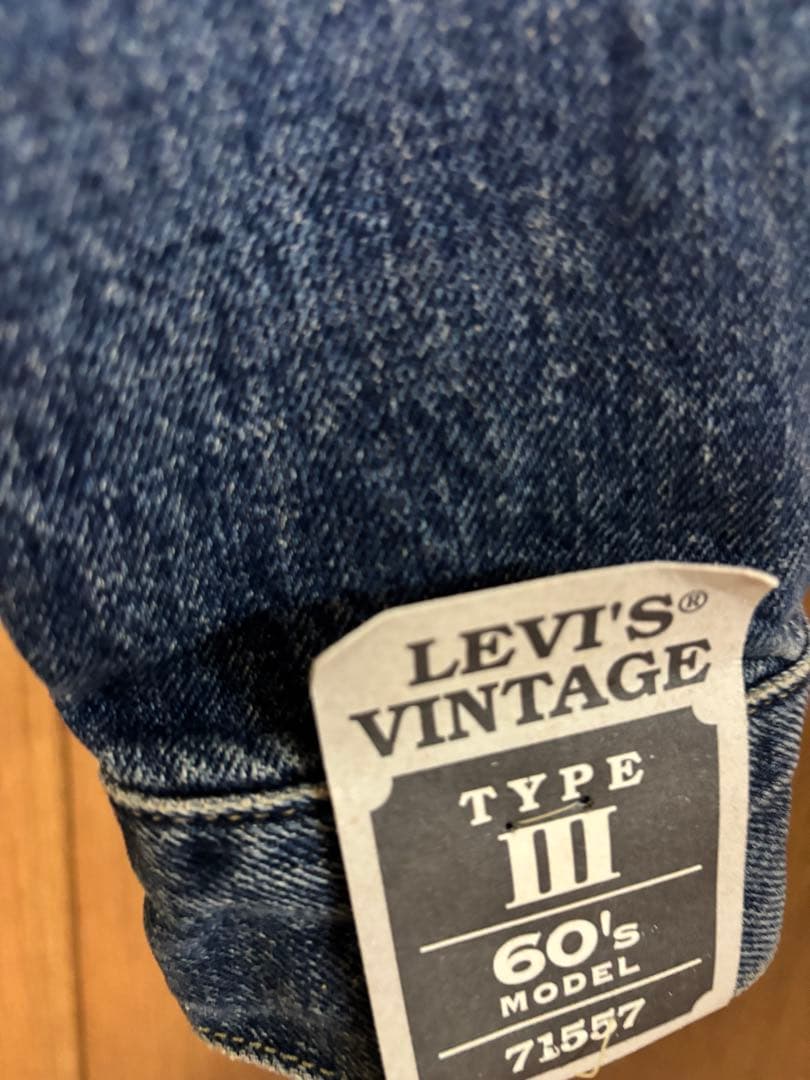 LEVI'S®
VINTAGE
TYPE
III
60's
MODEL
71557